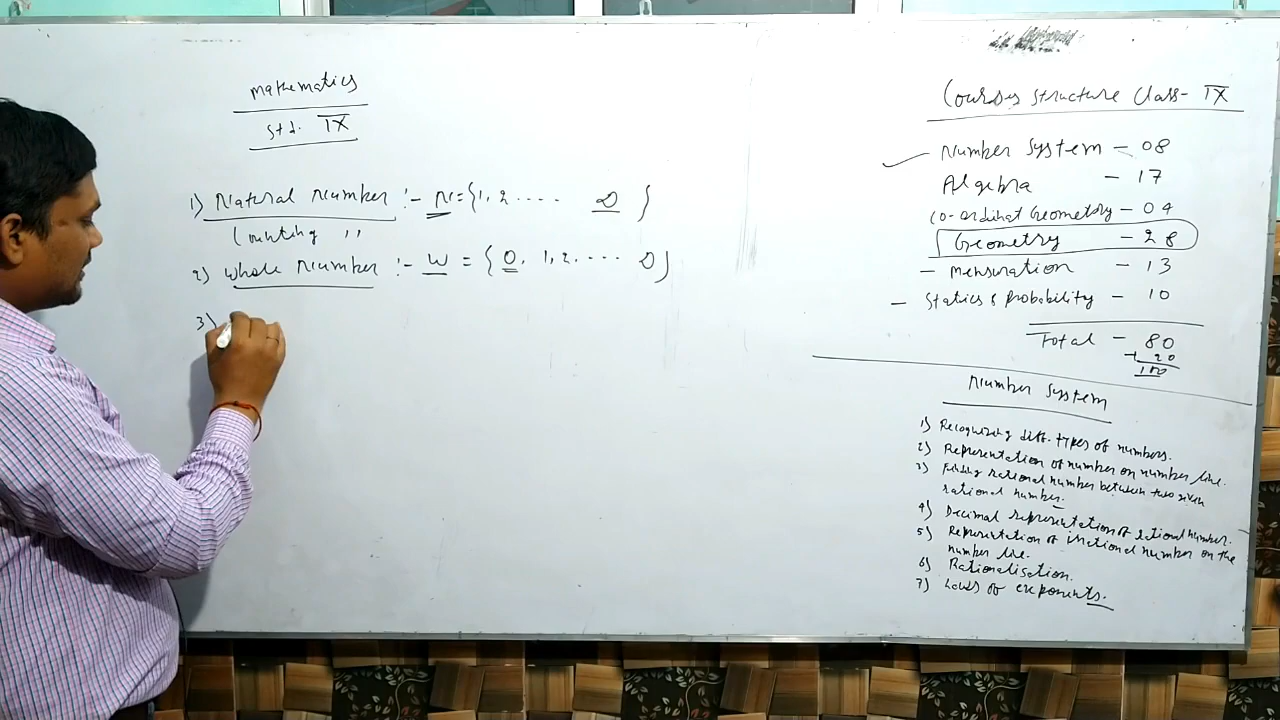 mathematics
std. IX
1) Natural Number :- N={1, 2 .... ∞ }
Counting ,,
2) Whole Number :- W = {0, 1, 2, .... ∞ }
3)
Courses structure Class- IX
Number System - 08
Algebra - 17
Co-ordinat Geometry - 04
Geometry - 28
- Mensuration - 13
- Statics & Probability - 10
Total - 80
+ 20
100
Number System
1) Recognizing diff. types of numbers.
2) Representation of number on number line.
3) Finding rational number between two given
rational number.
4) Decimal representation of rational number.
5) Representation of irrational number on the
number line.
6) Rationalisation.
7) Laws of exponents.